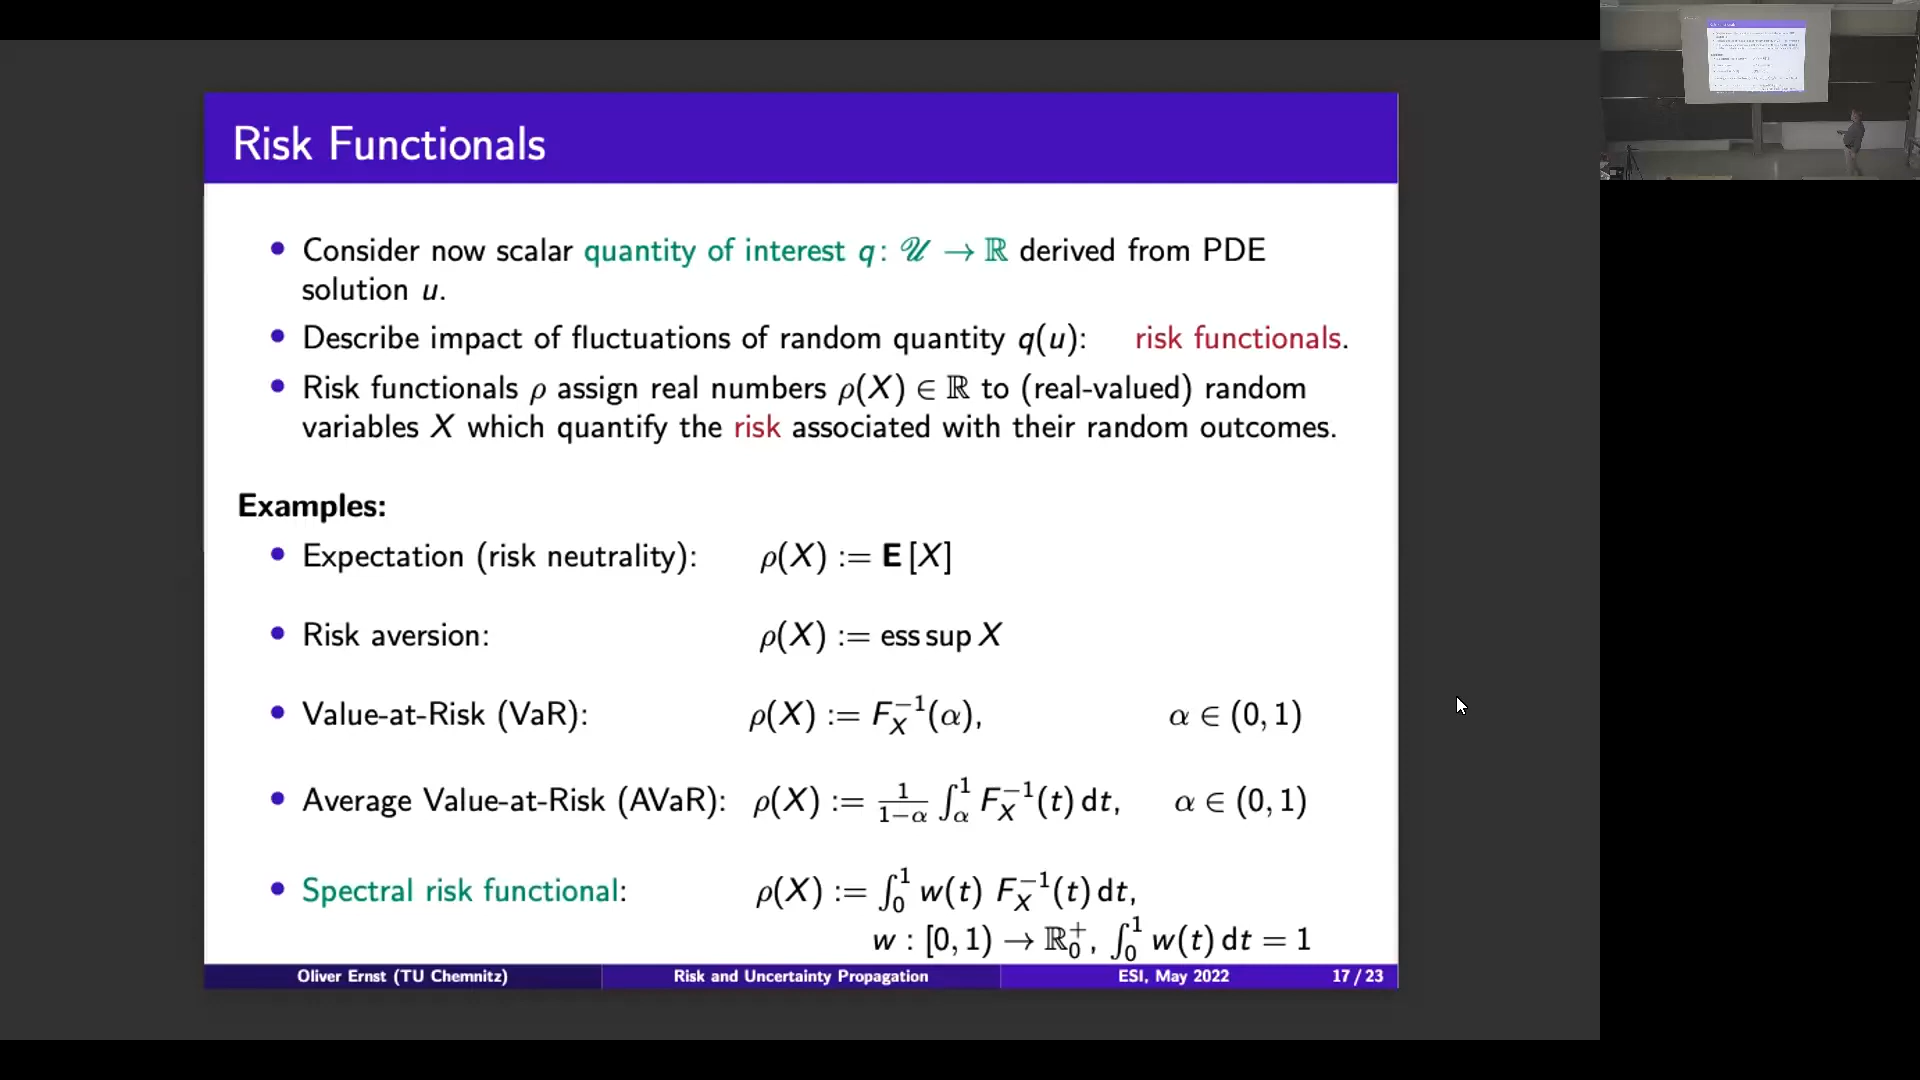 Risk Functionals
• Consider now scalar quantity of interest q: 𝒰 → ℝ derived from PDE
solution u.
• Describe impact of fluctuations of random quantity q(u): risk functionals.
• Risk functionals ρ assign real numbers ρ(X) ∈ ℝ to (real-valued) random
variables X which quantify the risk associated with their random outcomes.
Examples:
• Expectation (risk neutrality): ρ(X) := E [X]
• Risk aversion: ρ(X) := ess sup X
• Value-at-Risk (VaR): ρ(X) := F_X^{-1}(α), α ∈ (0, 1)
• Average Value-at-Risk (AVaR): ρ(X) := \frac{1}{1−α} ∫_α^1 F_X^{-1}(t) dt, α ∈ (0, 1)
• Spectral risk functional: ρ(X) := ∫_0^1 w(t) F_X^{-1}(t) dt,
w : [0, 1) → ℝ_0^+, ∫_0^1 w(t) dt = 1
Oliver Ernst (TU Chemnitz) Risk and Uncertainty Propagation ESI, May 2022 17 / 23